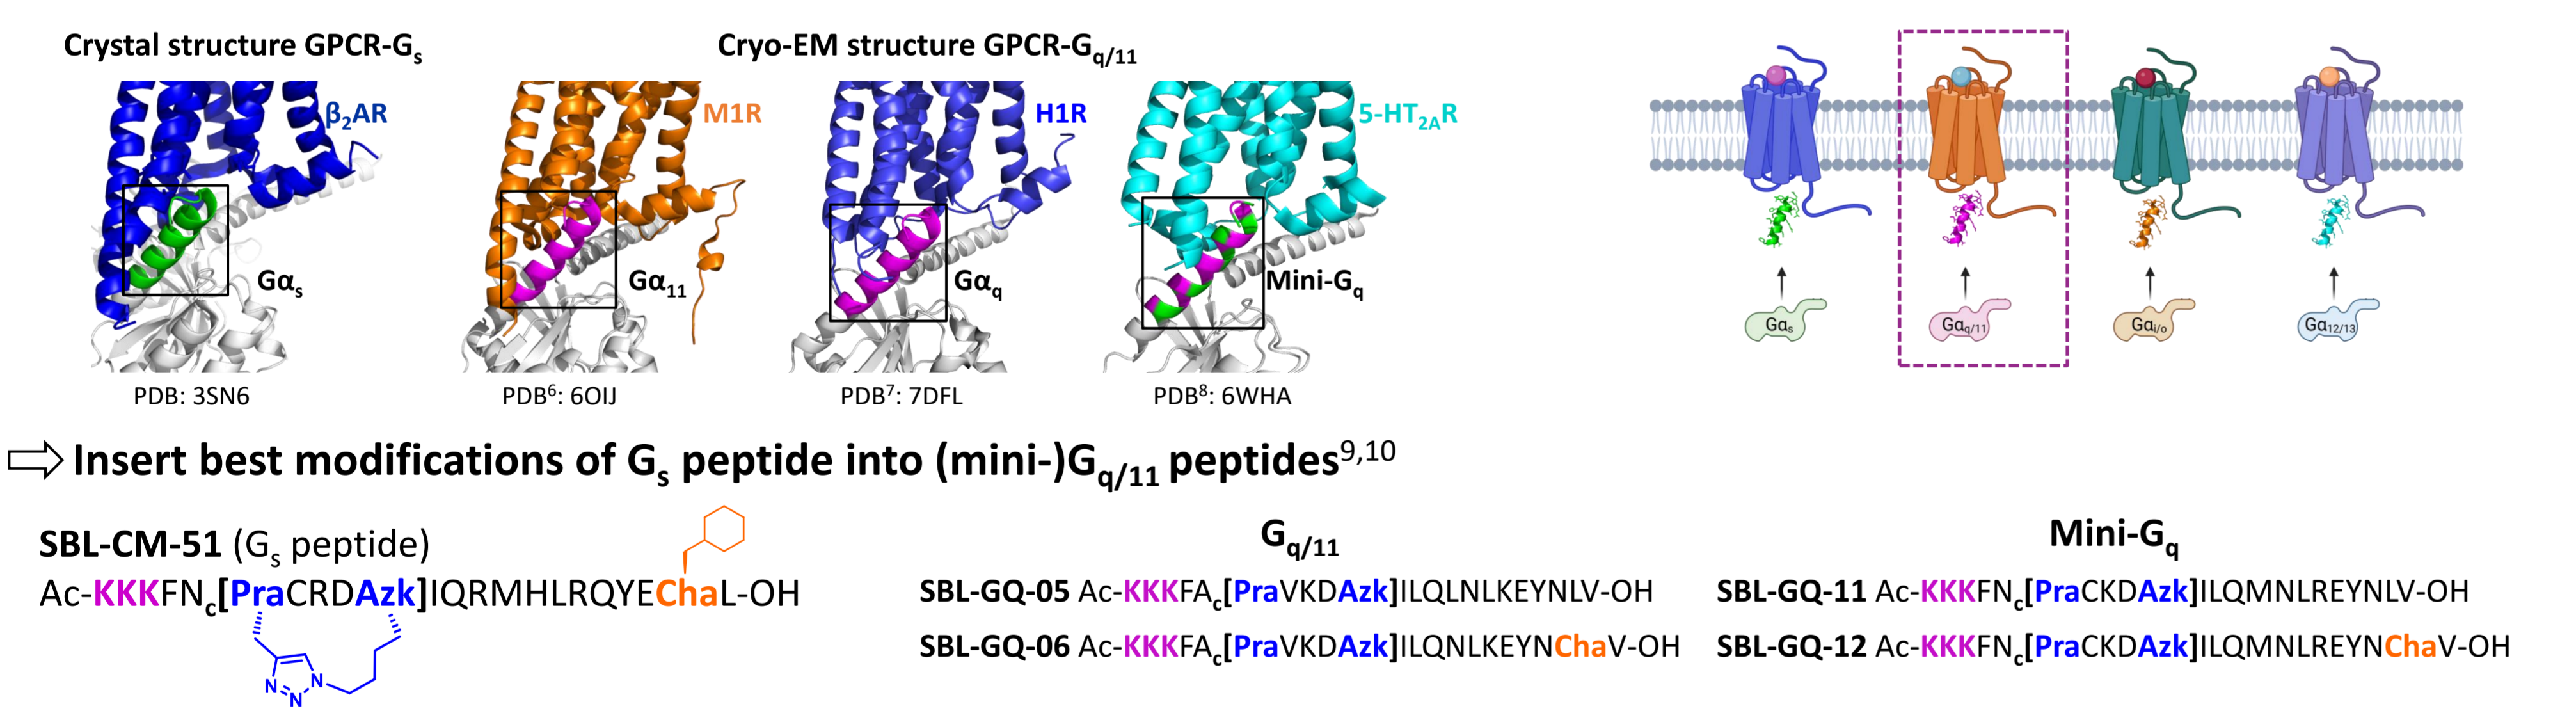 Crystal structure GPCR-Gs
Cryo-EM structure GPCR-Gq/11
β2AR
M1R
H1R
5-HT2AR
Gαs
Gα11
Gαq
Mini-Gq
PDB: 3SN6
PDB6: 6OIJ
PDB7: 7DFL
PDB8: 6WHA
Gαs
Gαq/11
Gαi/o
Gα12/13
Insert best modifications of Gs peptide into (mini-)Gq/11 peptides9,10
SBL-CM-51 (Gs peptide)
Ac-KKKFNc[PraCRDAzk]IQRMHLRQYEChaL-OH
N
N
N
Gq/11
SBL-GQ-05 Ac-KKKFAc[PraVKDAzk]ILQLNLKEYNLV-OH
SBL-GQ-06 Ac-KKKFAc[PraVKDAzk]ILQNLKEYNChaV-OH
Mini-Gq
SBL-GQ-11 Ac-KKKFNc[PraCKDAzk]ILQMNLREYNLV-OH
SBL-GQ-12 Ac-KKKFNc[PraCKDAzk]ILQMNLREYNChaV-OH